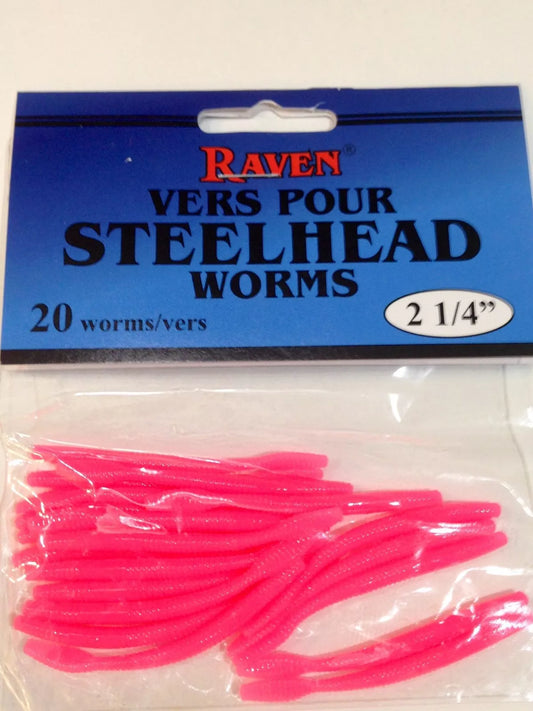 RAVEN®
VERS POUR
STEELHEAD
WORMS
20 worms/vers
2 1/4”